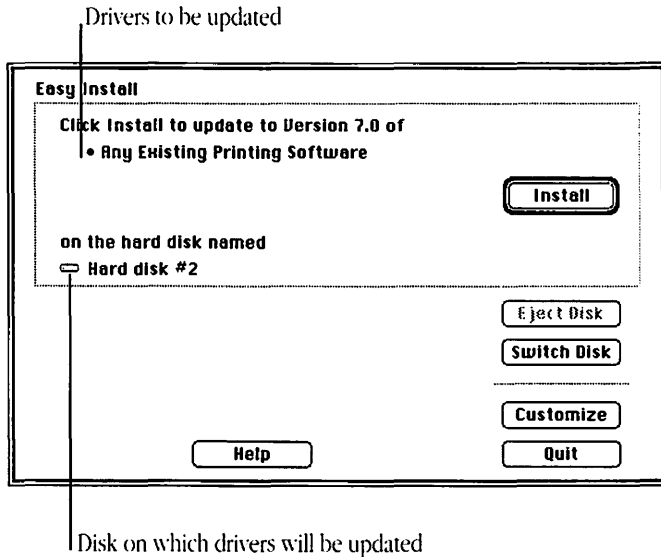 Drivers to be updated
Easy Install
Click Install to update to Version 7.0 of
• Any Existing Printing Software
Install
on the hard disk named
Hard disk #2
Eject Disk
Switch Disk
Customize
Help
Quit
Disk on which drivers will be updated